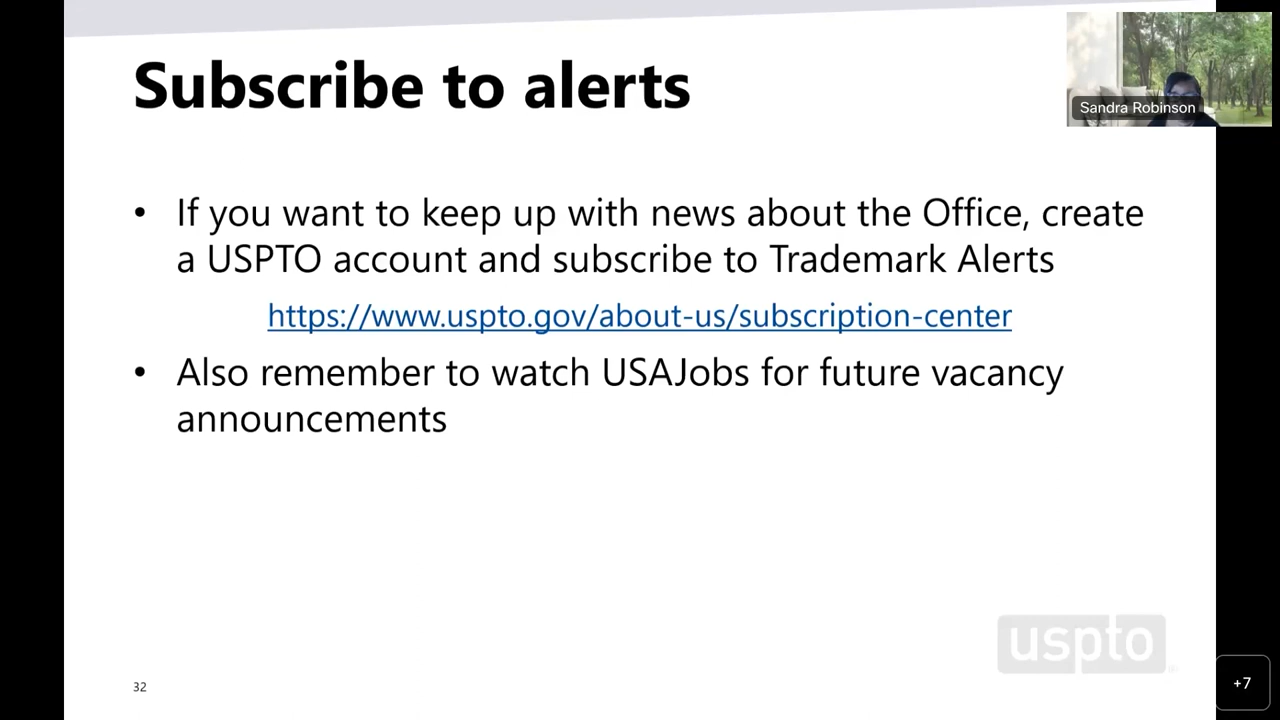 Subscribe to alerts
Sandra Robinson
• If you want to keep up with news about the Office, create
a USPTO account and subscribe to Trademark Alerts
https://www.uspto.gov/about-us/subscription-center
• Also remember to watch USAJobs for future vacancy
announcements
uspto
32
+7